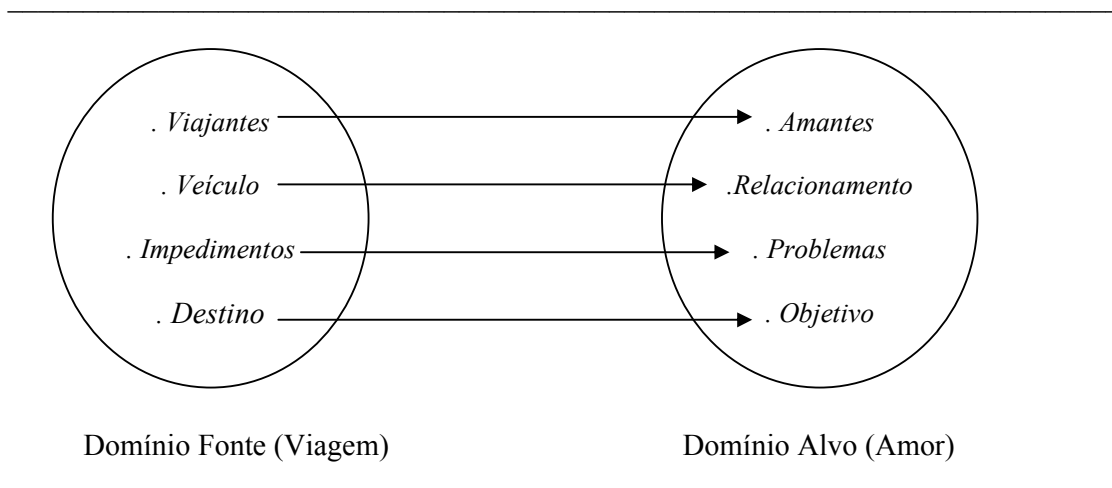 . Viajantes . Amantes
. Veículo .Relacionamento
. Impedimentos . Problemas
. Destino . Objetivo
Domínio Fonte (Viagem) Domínio Alvo (Amor)